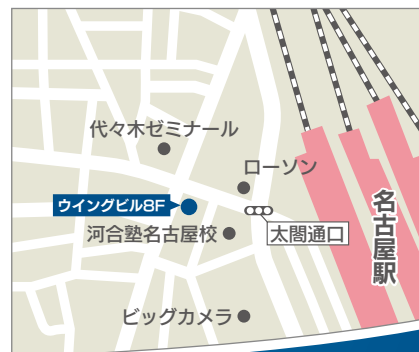 代々木ゼミナール
ローソン
ウイングビル8F
河合塾名古屋校
太閤通口
名古屋駅
ビッグカメラ